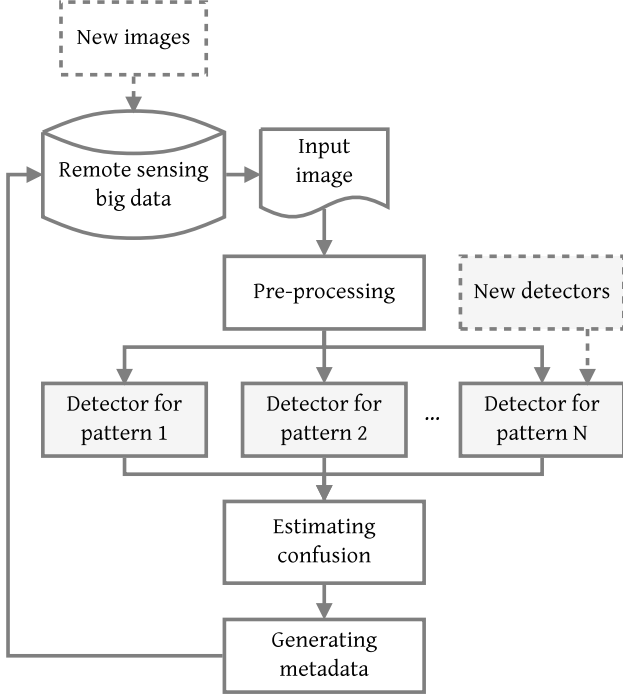 New images
Remote sensing
big data
Input
image
Pre-processing
New detectors
Detector for
pattern 1
Detector for
pattern 2
...
Detector for
pattern N
Estimating
confusion
Generating
metadata